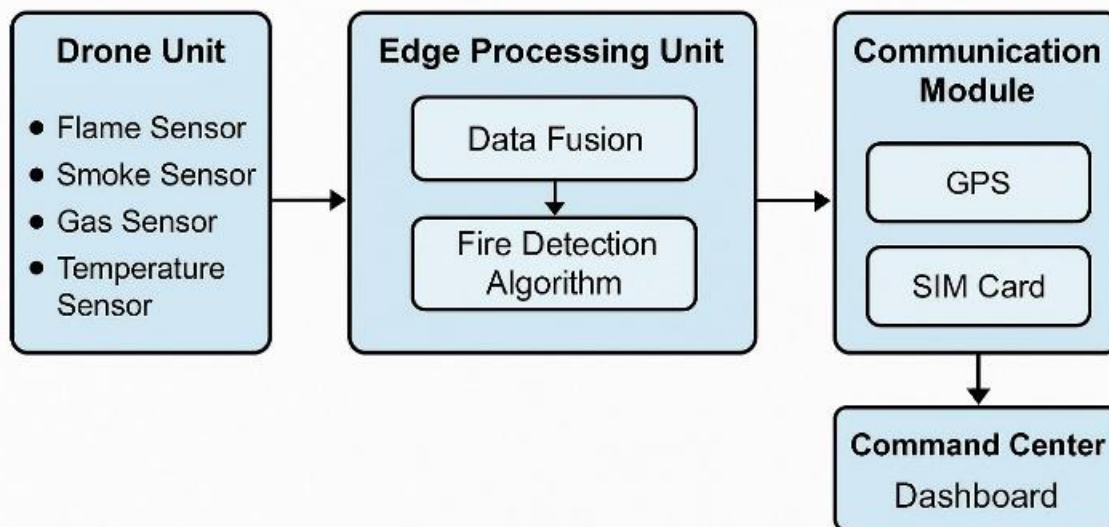 Drone Unit
● Flame Sensor
● Smoke Sensor
● Gas Sensor
● Temperature
Sensor
Edge Processing Unit
Data Fusion
Fire Detection
Algorithm
Communication
Module
GPS
SIM Card
Command Center
Dashboard